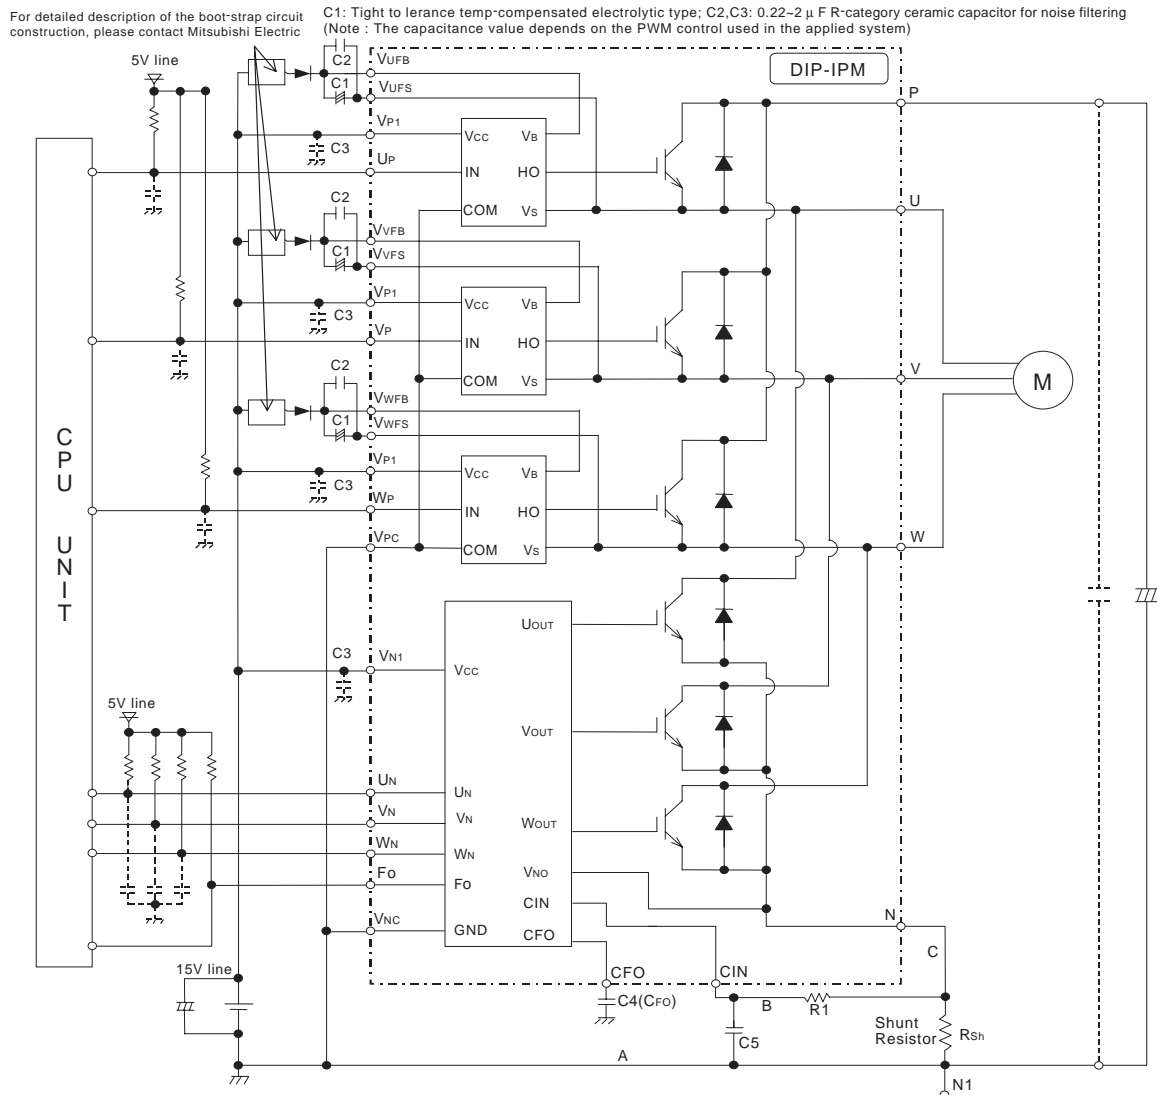 For detailed description of the boot-strap circuit
construction, please contact Mitsubishi Electric
C1: Tight to lerance temp-compensated electrolytic type; C2,C3: 0.22~2 μ F R-category ceramic capacitor for noise filtering
(Note : The capacitance value depends on the PWM control used in the applied system)
5V line
C2
C1
VUFB
VUFS
DIP-IPM
P
VP1
C3
UP
VCC
VB
IN
HO
COM
VS
U
C2
C1
VVFB
VVFS
VP1
C3
VP
VCC
VB
IN
HO
COM
VS
V
M
C2
C1
VWFB
VWFS
VP1
C3
WP
VPC
VCC
VB
IN
HO
COM
VS
W
CPU UNIT
C3
VN1
VCC
UOUT
VOUT
WOUT
VNO
CIN
CFO
5V line
UN
VN
WN
Fo
VNC
UN
VN
WN
Fo
GND
N
C
15V line
CFO
CIN
C4(CFO)
B
R1
C5
Shunt
Resistor
RSh
A
N1